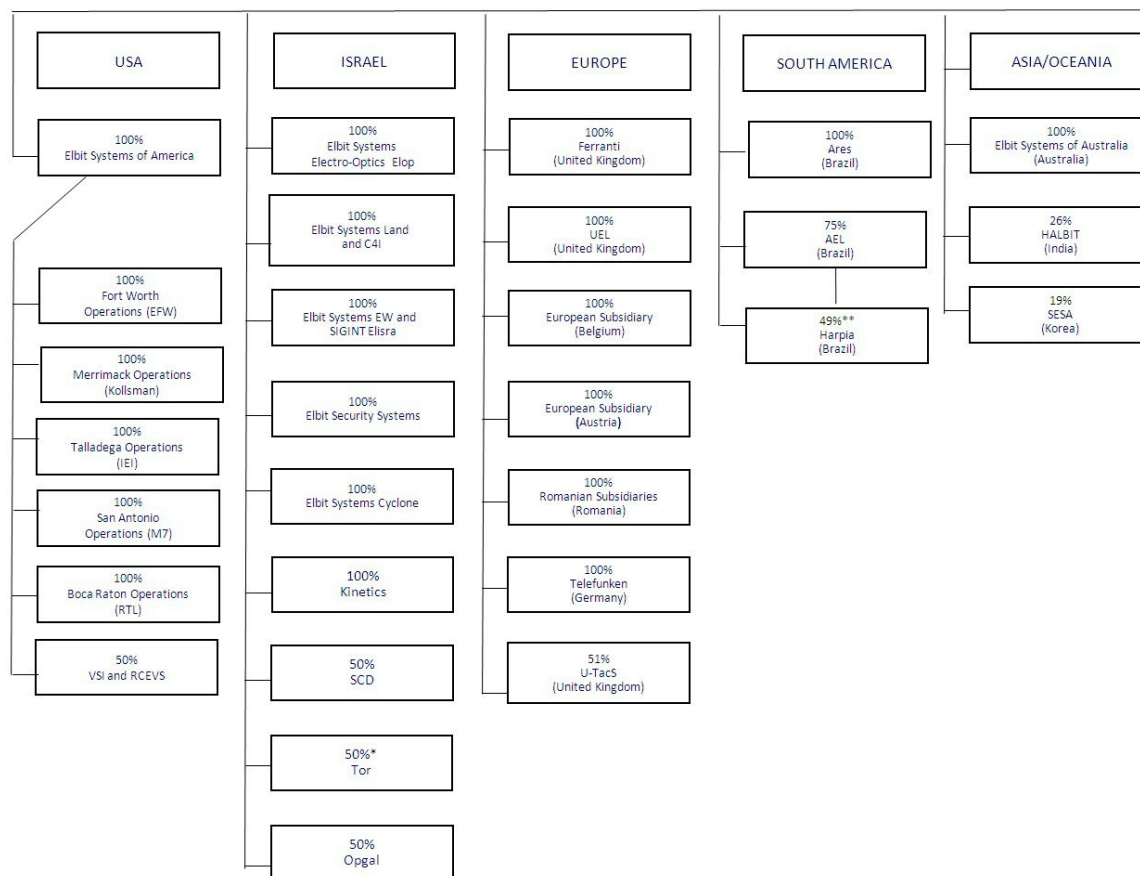 USA
100%
Elbit Systems of America
100%
Fort Worth
Operations (EFW)
100%
Merrimack Operations
(Kollsman)
100%
Talladega Operations
(IEI)
100%
San Antonio
Operations (M7)
100%
Boca Raton Operations
(RTL)
50%
VSI and RCEVS
ISRAEL
100%
Elbit Systems
Electro-Optics Elop
100%
Elbit Systems Land
and C4I
100%
Elbit Systems EW and
SIGINT Elisra
100%
Elbit Security Systems
100%
Elbit Systems Cyclone
100%
Kinetics
50%
SCD
50%*
Tor
50%
Opgal
EUROPE
100%
Ferranti
(United Kingdom)
100%
UEL
(United Kingdom)
100%
European Subsidiary
(Belgium)
100%
European Subsidiary
(Austria)
100%
Romanian Subsidiaries
(Romania)
100%
Telefunken
(Germany)
51%
U-TacS
(United Kingdom)
SOUTH AMERICA
100%
Ares
(Brazil)
75%
AEL
(Brazil)
49%**
Harpia
(Brazil)
ASIA/OCEANIA
100%
Elbit Systems of Australia
(Australia)
26%
HALBIT
(India)
19%
SESA
(Korea)